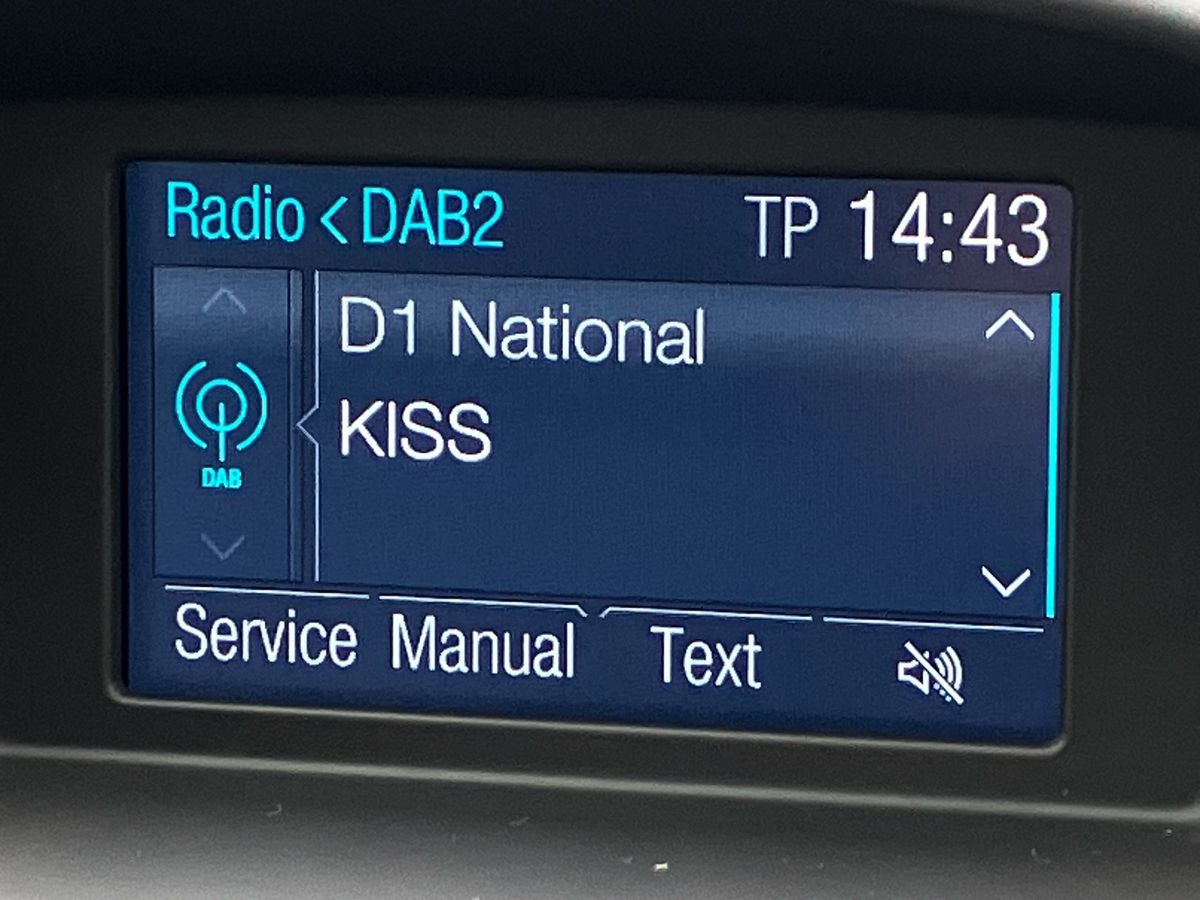 Radio < DAB2 TP 14:43
D1 National
KISS
DAB
Service Manual Text